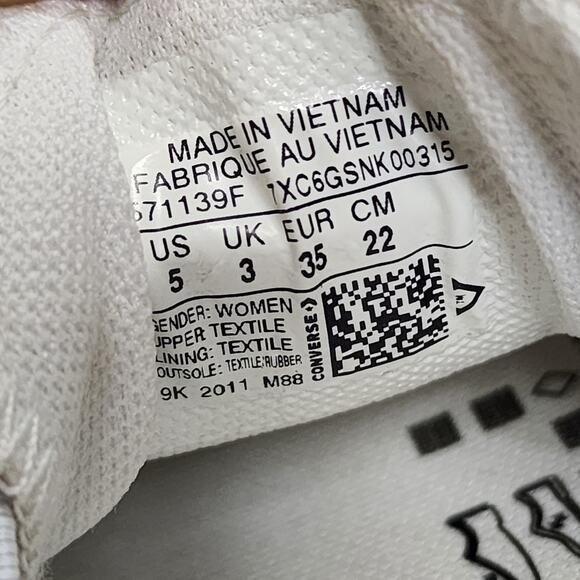 MADE IN VIETNAM
FABRIQUE AU VIETNAM
571139F 1XC6GSNK00315
US UK EUR CM
5 3 35 22
GENDER: WOMEN
UPPER TEXTILE
LINING: TEXTILE
OUTSOLE: TEXTILE/RUBBER
9K 2011 M88
CONVERSE
TM